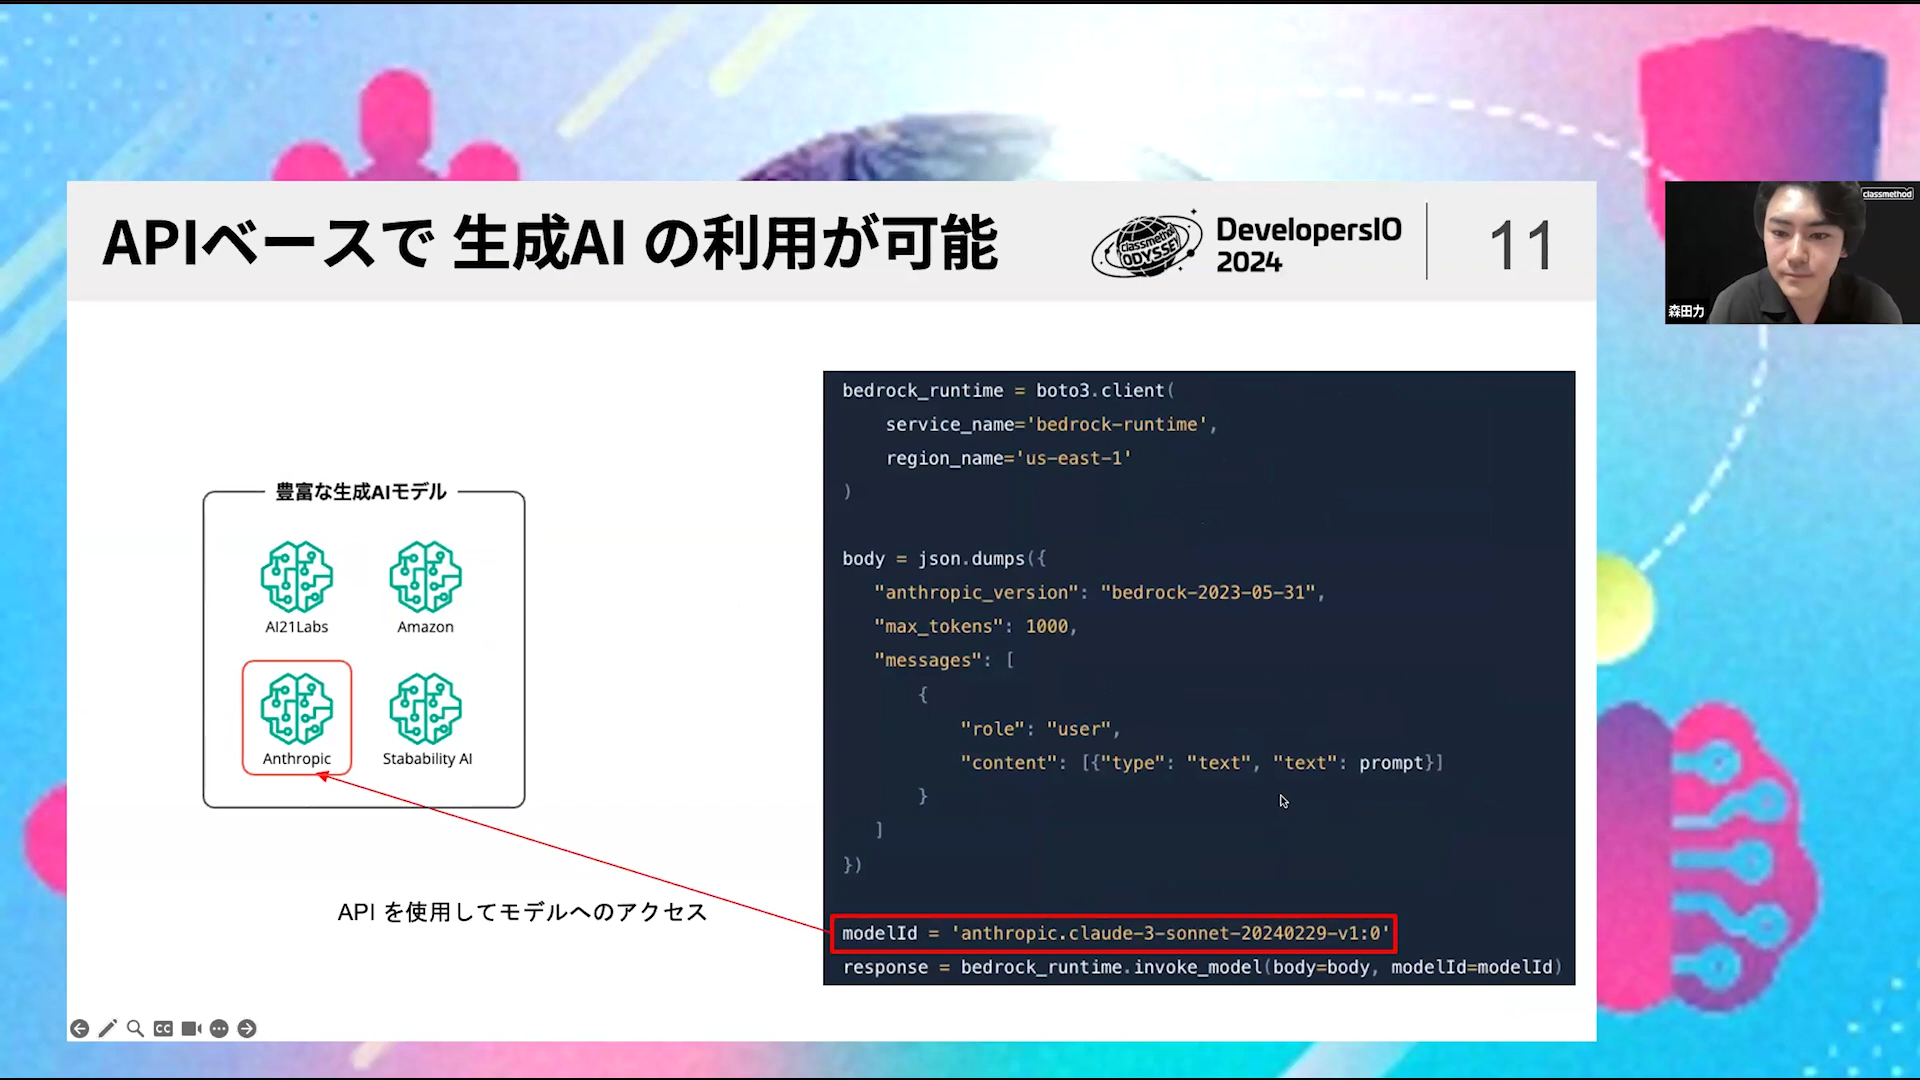 APIベースで 生成AI の利用が可能
classmethod
ODYSSEY
DevelopersIO
2024
11
classmethod
森田力
豊富な生成AIモデル
AI21Labs
Amazon
Anthropic
Stabability AI
API を使用してモデルへのアクセス
bedrock_runtime = boto3.client(
    service_name='bedrock-runtime',
    region_name='us-east-1'
)
body = json.dumps({
   "anthropic_version": "bedrock-2023-05-31",
   "max_tokens": 1000,
   "messages": [
       {
           "role": "user",
           "content": [{"type": "text", "text": prompt}]
       }
   ]
})
modelId = 'anthropic.claude-3-sonnet-20240229-v1:0'
response = bedrock_runtime.invoke_model(body=body, modelId=modelId)
CC